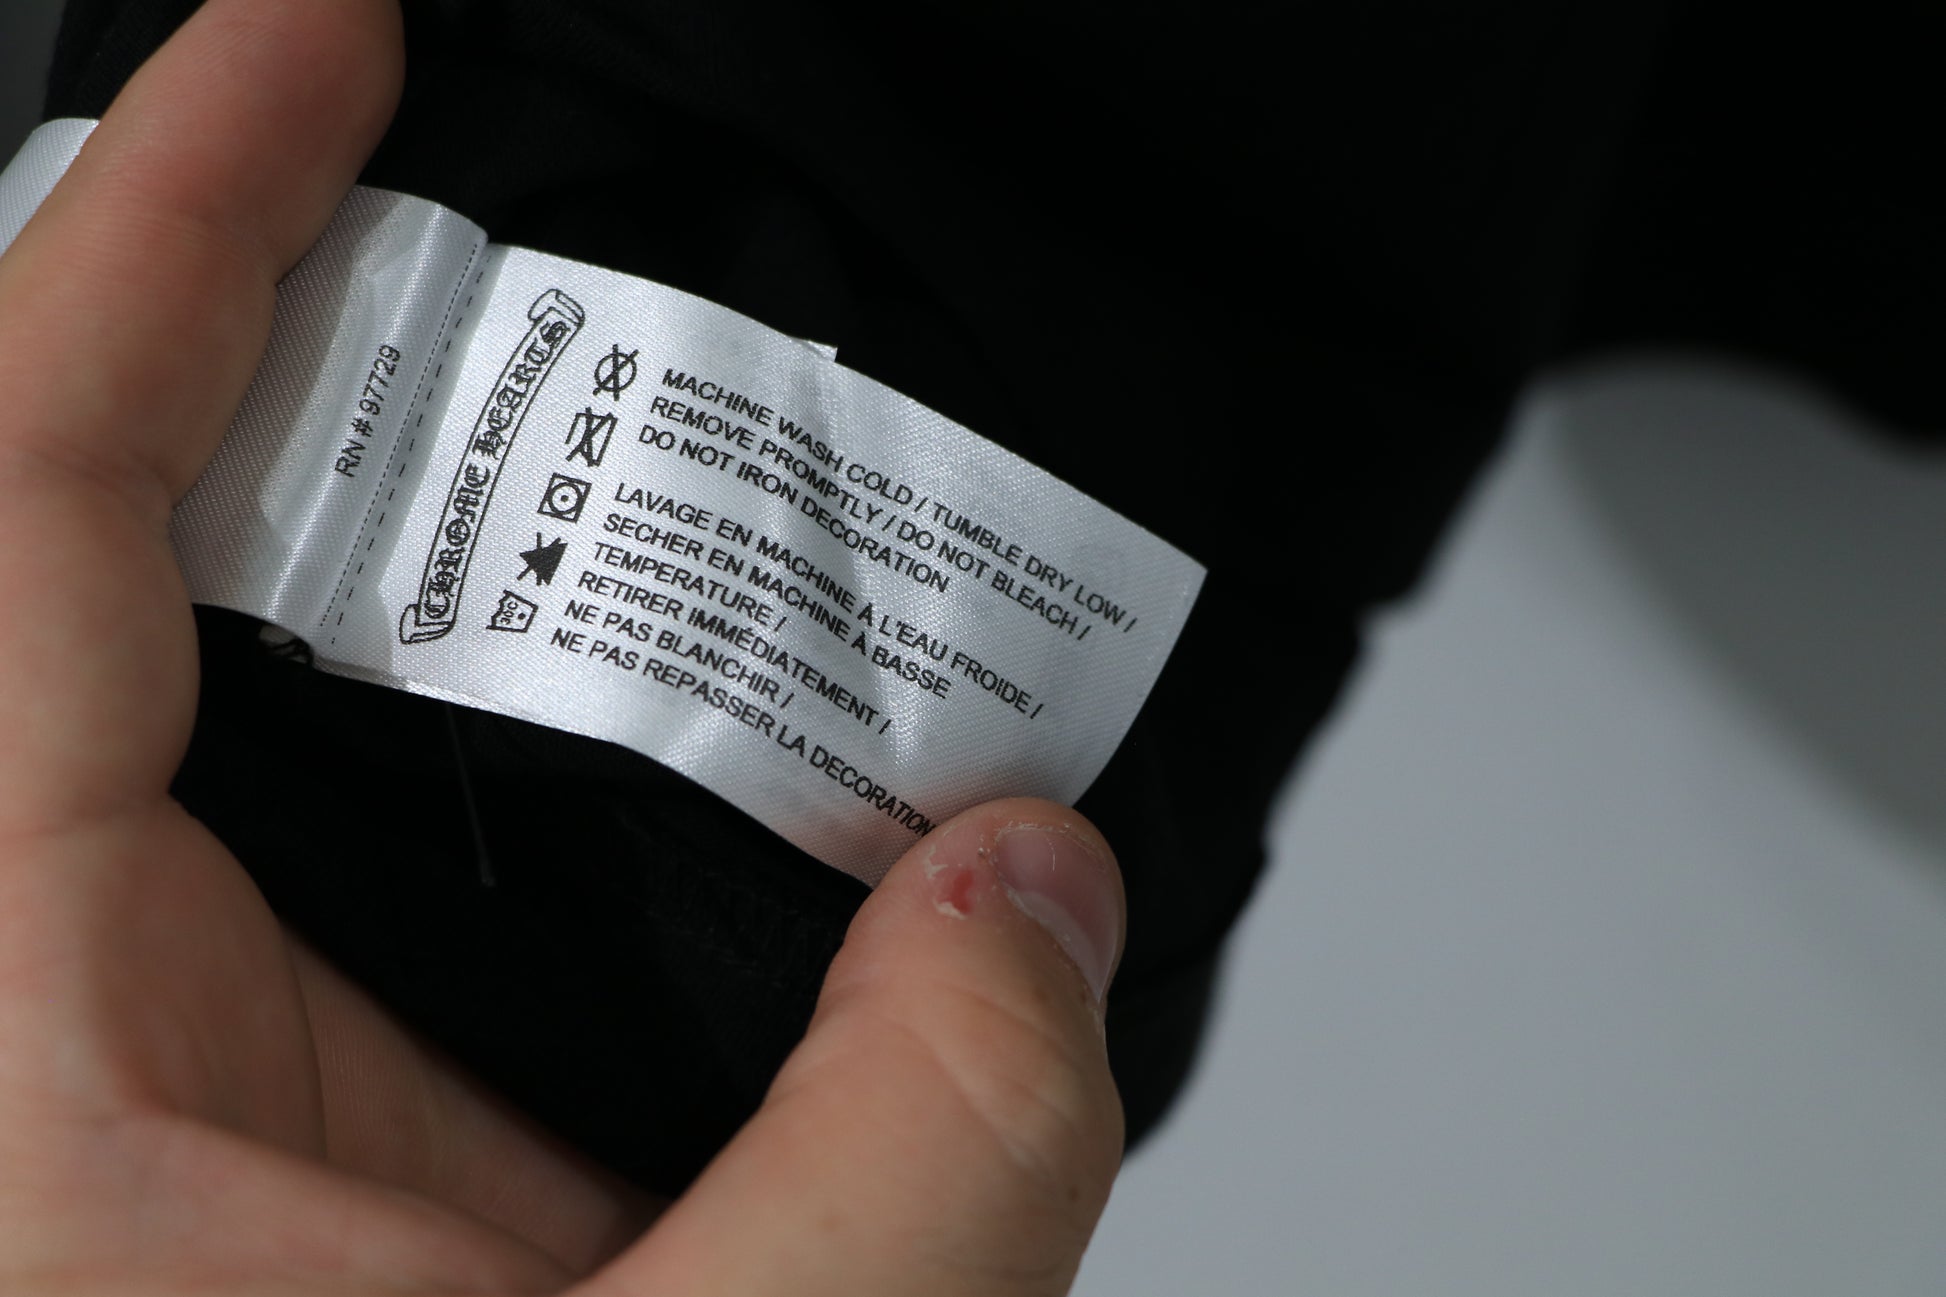 RN # 97729
CHROME HEARTS
MACHINE WASH COLD / TUMBLE DRY LOW /
REMOVE PROMPTLY / DO NOT BLEACH /
DO NOT IRON DECORATION
LAVAGE EN MACHINE À L'EAU FROIDE /
SECHER EN MACHINE À BASSE
TEMPERATURE /
RETIRER IMMÉDIATEMENT /
NE PAS BLANCHIR /
NE PAS REPASSER LA DECORATION
30C